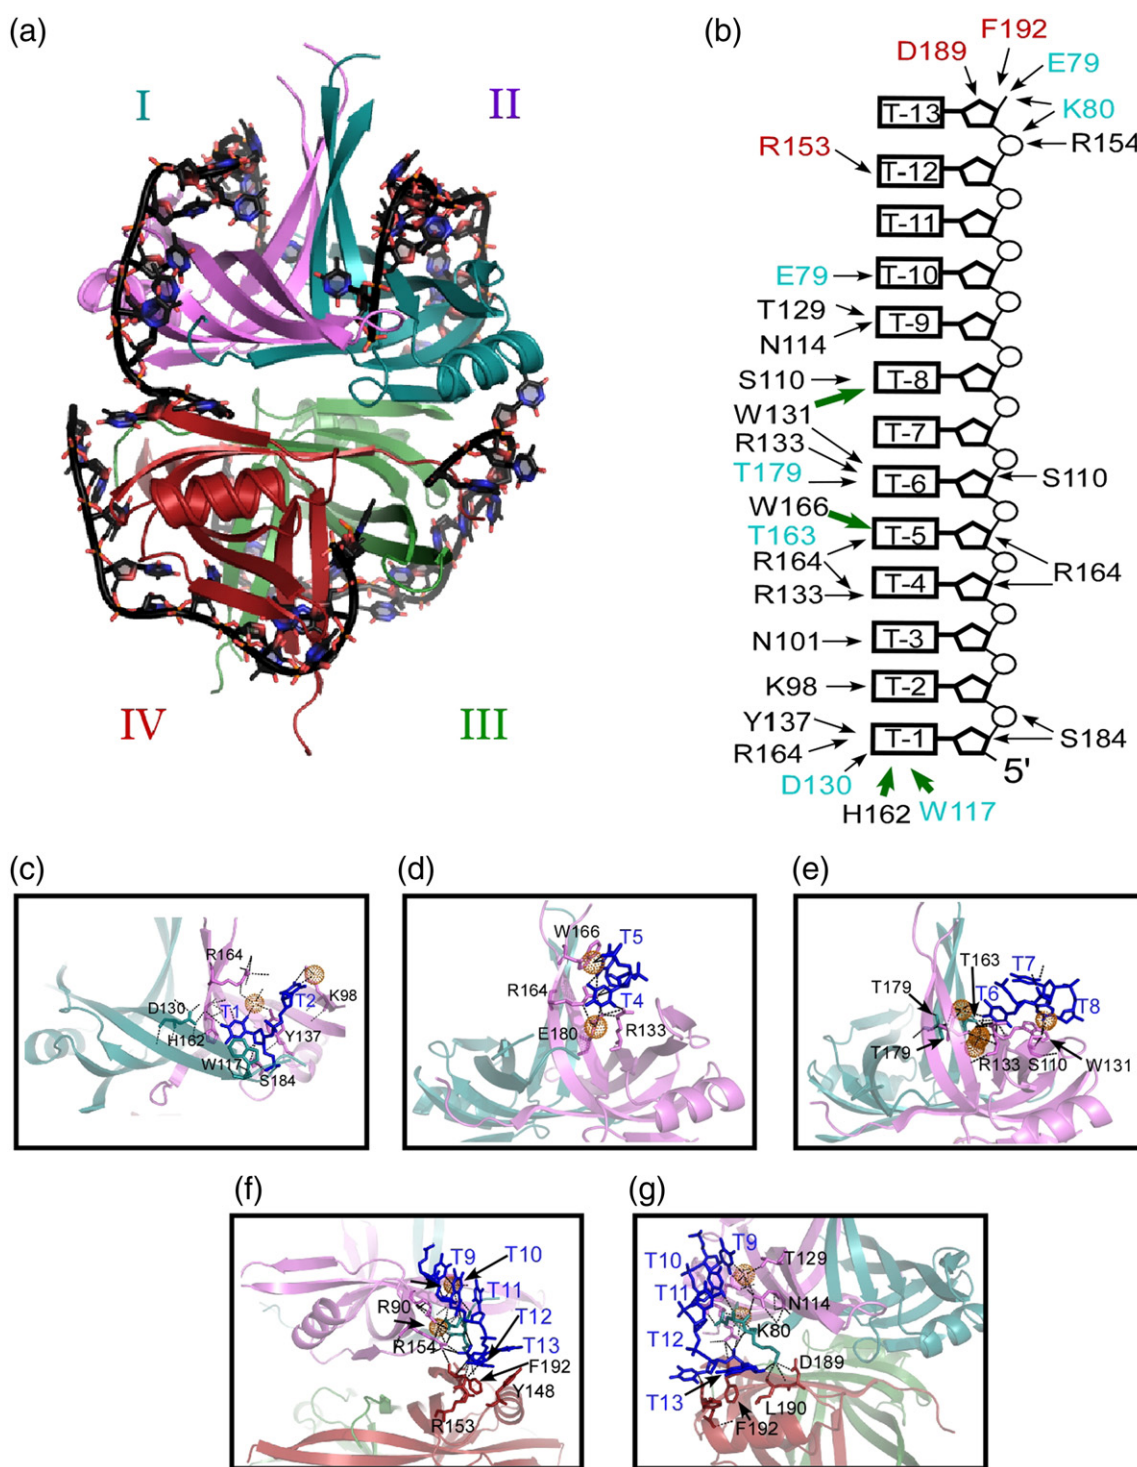 (a)
I
II
IV
III
(b)
F192
D189
E79
K80
T-13
R154
R153
T-12
T-11
E79
T-10
T129
T-9
N114
S110
T-8
W131
T-7
R133
T179
T-6
S110
W166
T163
T-5
R164
R164
R133
T-4
N101
T-3
K98
T-2
Y137
S184
R164
T-1
5'
D130
H162
W117
(c)
R164
D130
T1
T2
K98
H162
Y137
W117
S184
(d)
W166
T5
R164
T4
E180
R133
(e)
T7
T163
T179
T6
T8
T179
R133
S110
W131
(f)
T9
T10
T11
R90
T12
R154
T13
F192
Y148
R153
(g)
T9
T10
T129
T11
N114
K80
T12
D189
T13
L190
F192